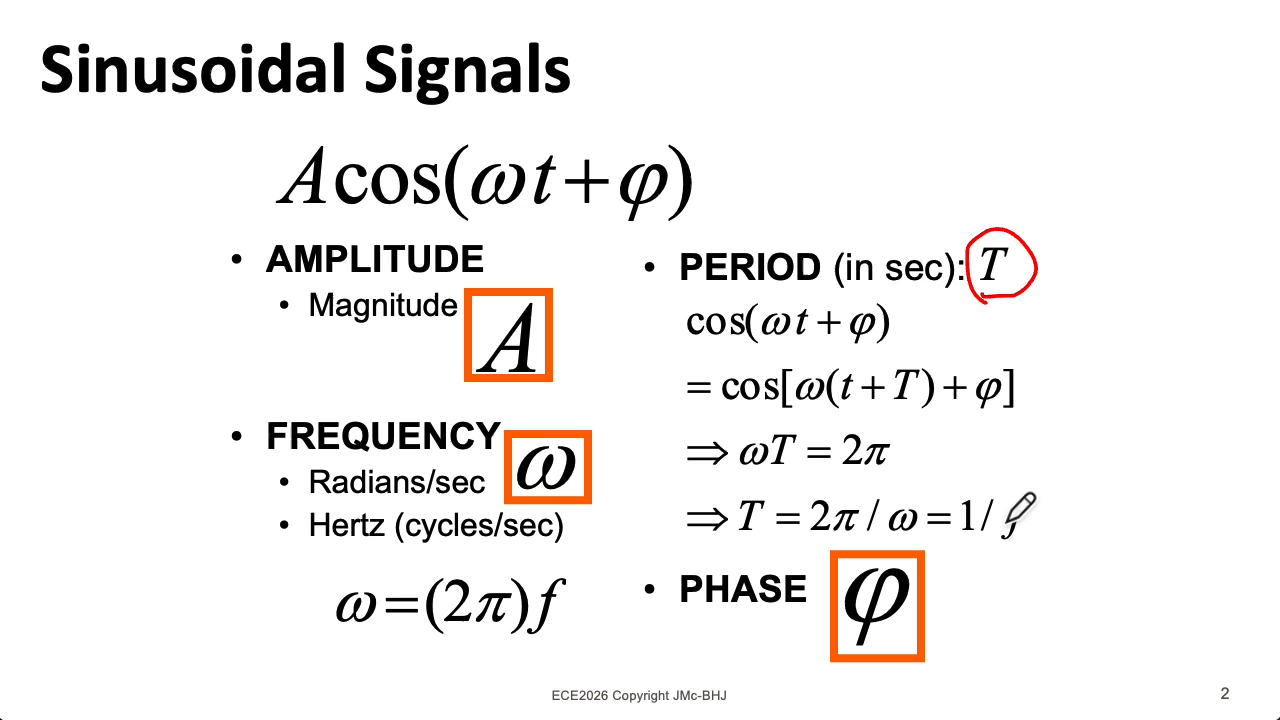 Sinusoidal Signals
A cos(ωt + φ)
• AMPLITUDE
• Magnitude A
• FREQUENCY ω
• Radians/sec
• Hertz (cycles/sec)
ω = (2π) f
• PERIOD (in sec): T
cos(ωt + φ)
= cos[ω(t + T) + φ]
⇒ ωT = 2π
⇒ T = 2π / ω = 1/
• PHASE φ
ECE2026 Copyright JMc-BHJ
2